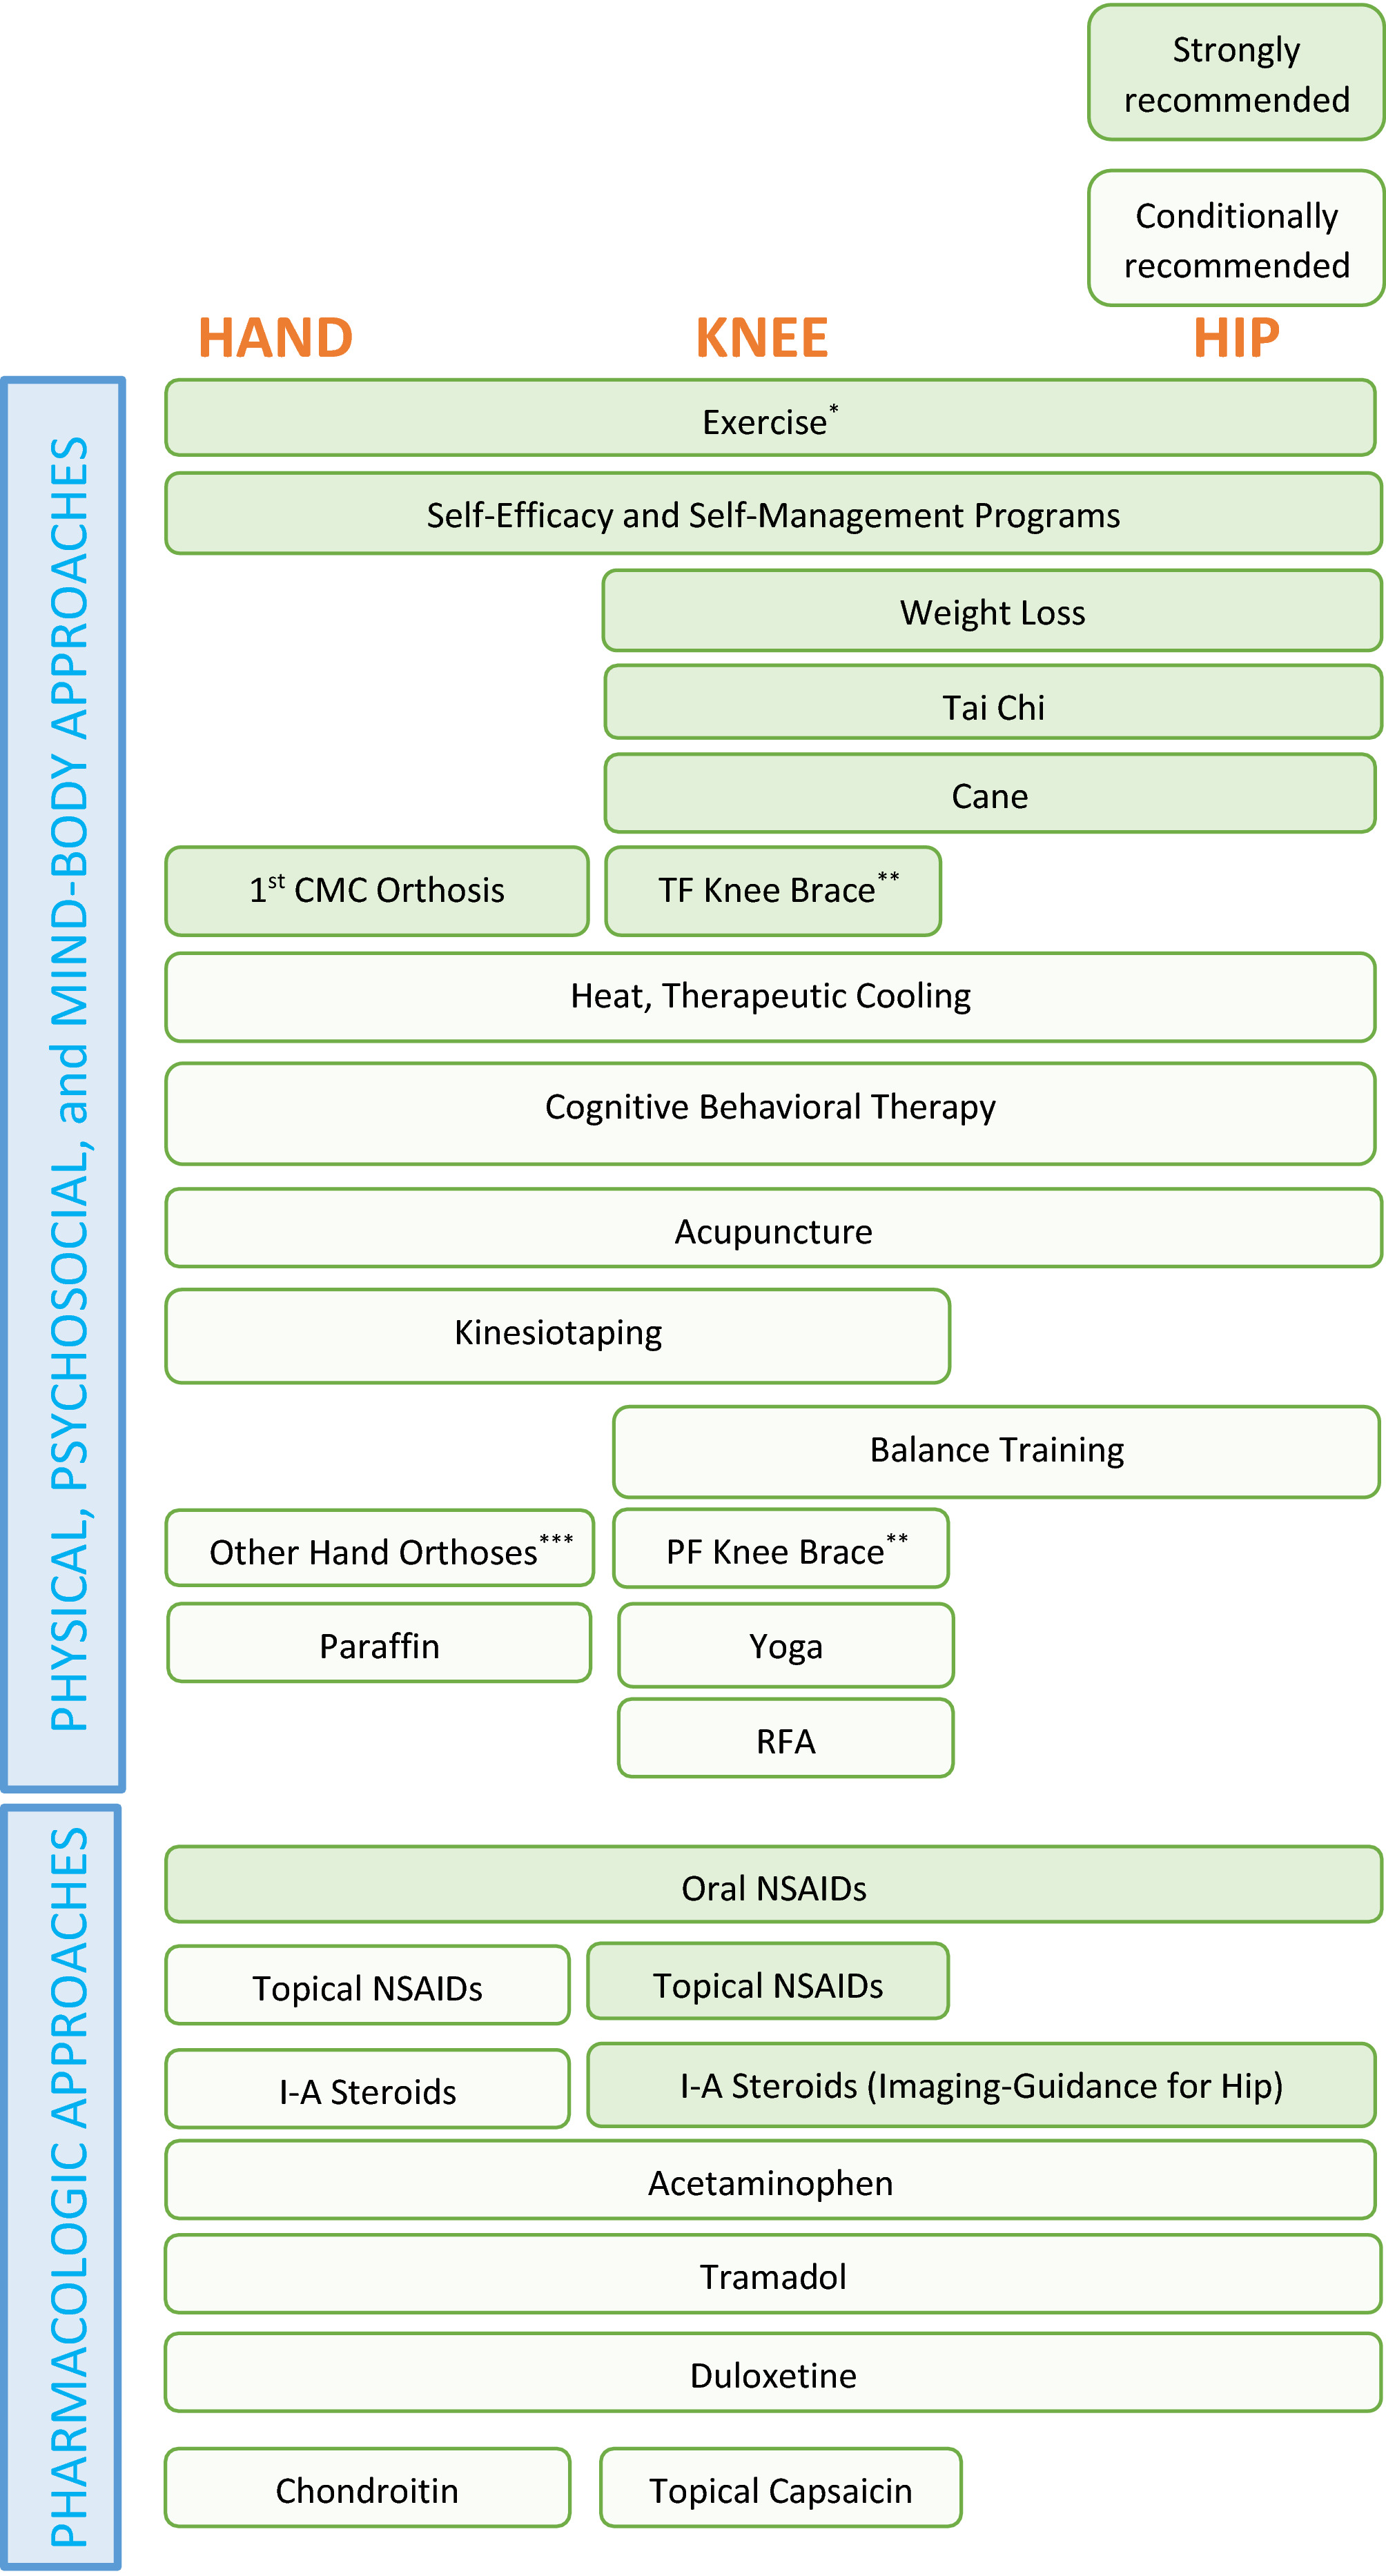 Strongly
recommended
Conditionally
recommended
HAND KNEE HIP
PHYSICAL, PSYCHOSOCIAL, and MIND-BODY APPROACHES
Exercise*
Self-Efficacy and Self-Management Programs
Weight Loss
Tai Chi
Cane
1st CMC Orthosis TF Knee Brace**
Heat, Therapeutic Cooling
Cognitive Behavioral Therapy
Acupuncture
Kinesiotaping
Balance Training
Other Hand Orthoses*** PF Knee Brace**
Paraffin Yoga
RFA
PHARMACOLOGIC APPROACHES
Oral NSAIDs
Topical NSAIDs Topical NSAIDs
I-A Steroids I-A Steroids (Imaging-Guidance for Hip)
Acetaminophen
Tramadol
Duloxetine
Chondroitin Topical Capsaicin